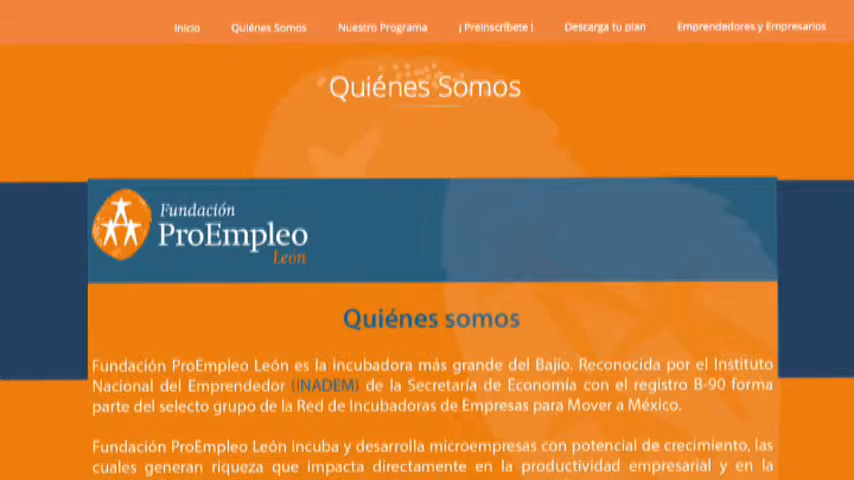 Inicio Quiénes Somos Nuestro Programa ¡ Preinscríbete ! Descarga tu plan Emprendedores y Empresarios
Quiénes Somos
Fundación
ProEmpleo
León
Quiénes somos
Fundación ProEmpleo León es la incubadora más grande del Bajío. Reconocida por el Instituto
Nacional del Emprendedor (INADEM) de la Secretaría de Economía con el registro B-90 forma
parte del selecto grupo de la Red de Incubadoras de Empresas para Mover a México.
Fundación ProEmpleo León incuba y desarrolla microempresas con potencial de crecimiento, las
cuales generan riqueza que impacta directamente en la productividad empresarial y en la